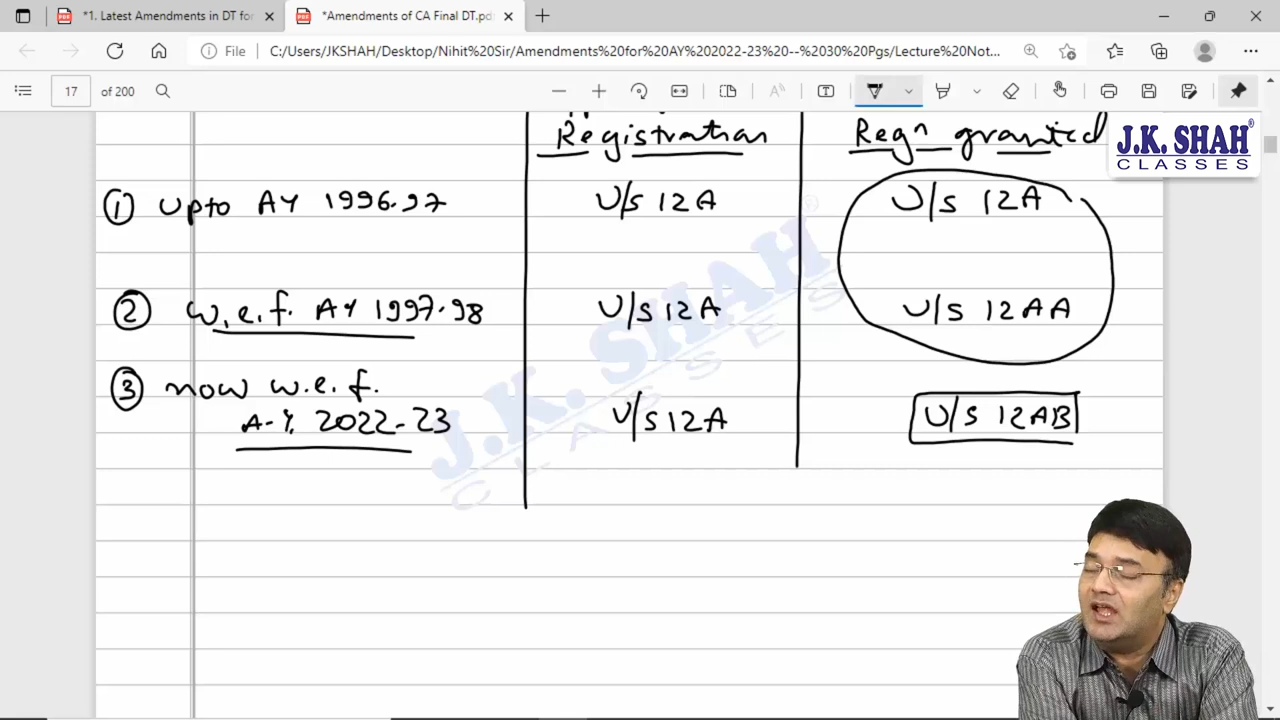 *1. Latest Amendments in DT for
*Amendments of CA Final DT.pd
File
C:/Users/JKSHAH/Desktop/Nihit%20Sir/Amendments%20for%20AY%202022-23%20--%2030%20Pgs/Lecture%20Not...
17 of 200
Registration
Regn granted
J.K. SHAH®
CLASSES
① Upto AY 1996-97 U/s 12A U/s 12A
② w.e.f. AY 1997-98 U/s 12A U/s 12AA
③ now w.e.f.
A.Y. 2022-23 U/s 12A U/s 12AB
J.K. SHAH®
CLASSES